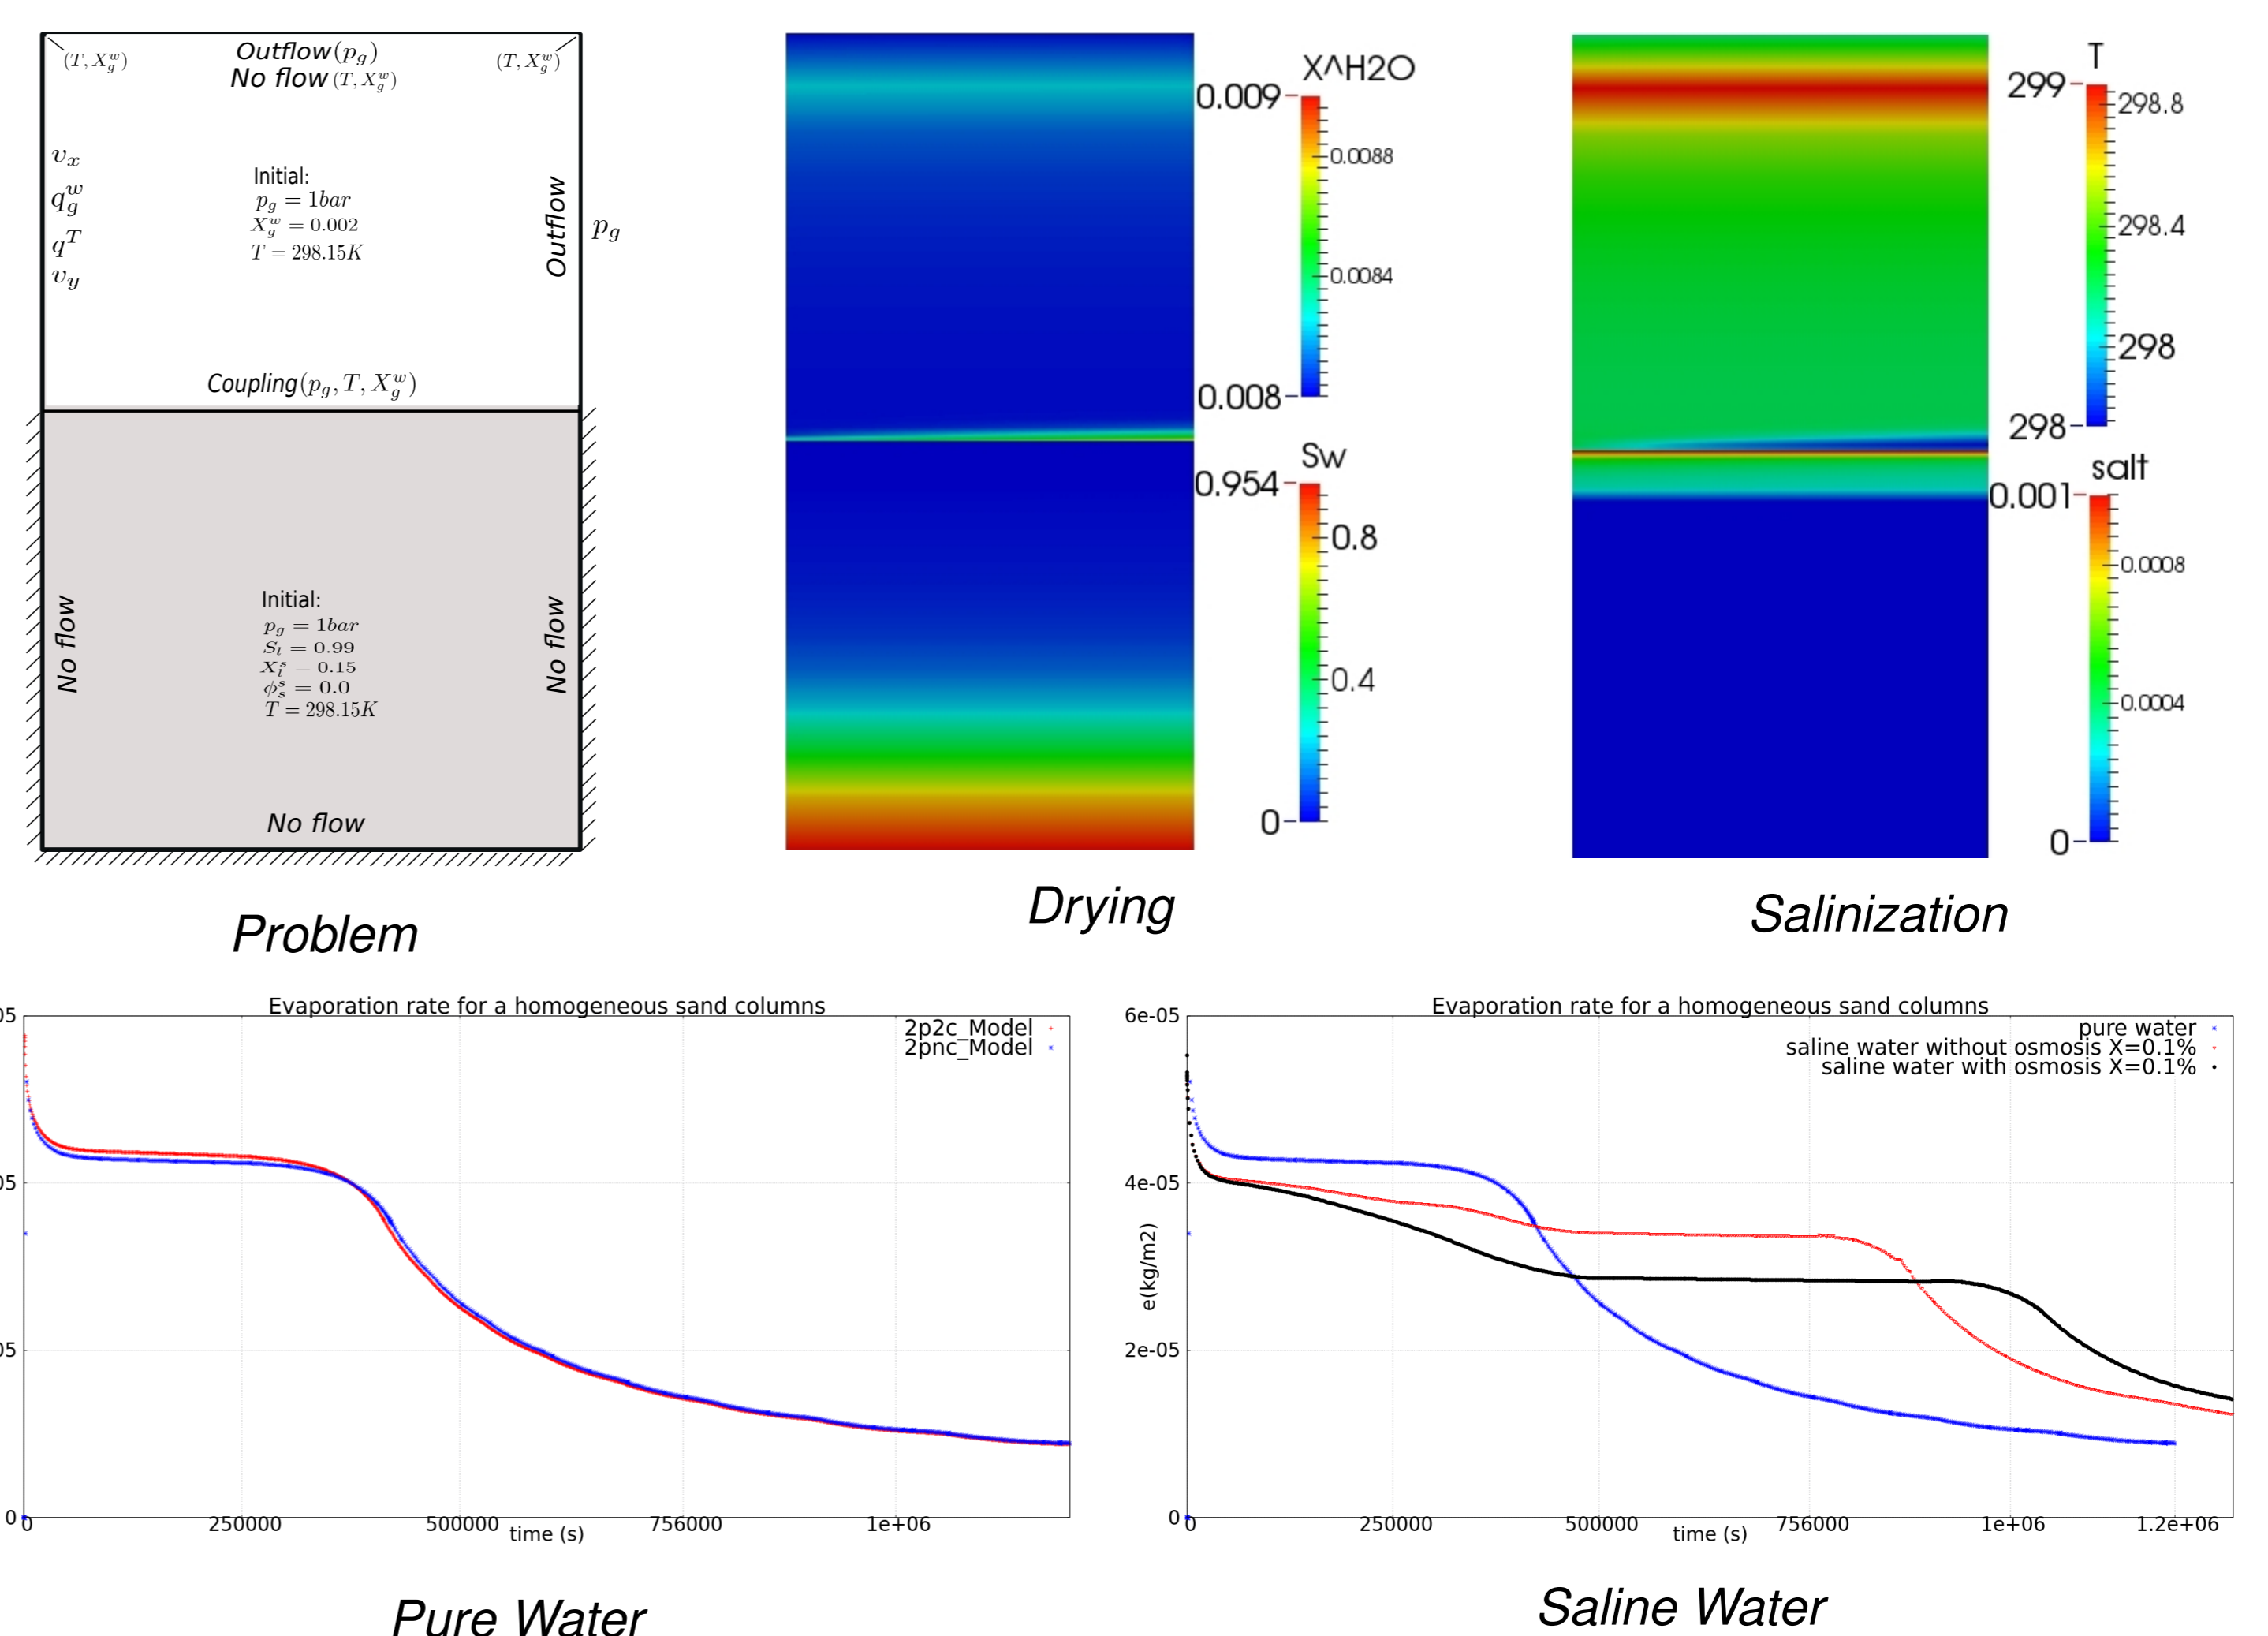 (T, X_g^w)
Outflow(p_g)
(T, X_g^w)
No flow (T, X_g^w)
v_x
q_g^w
q^T
v_y
Initial:
p_g = 1bar
X_g^w = 0.002
T = 298.15K
Outflow
p_g
Coupling(p_g, T, X_g^w)
No flow
Initial:
p_g = 1bar
S_l = 0.99
X_l^s = 0.15
ϕ_s^s = 0.0
T = 298.15K
No flow
No flow
Problem
X^H2O
0.009
0.0088
0.0084
0.008
Sw
0.954
0.8
0.4
0
Drying
T
299
298.8
298.4
298
298
salt
0.001
0.0008
0.0004
0
Salinization
Evaporation rate for a homogeneous sand columns
2p2c_Model
2pnc_Model
05
05
05
0
0 250000 500000 756000 1e+06
time (s)
Pure Water
Evaporation rate for a homogeneous sand columns
pure water
saline water without osmosis X=0.1%
saline water with osmosis X=0.1%
6e-05
4e-05
e(kg/m2)
2e-05
0
0 250000 500000 756000 1e+06 1.2e+06
time (s)
Saline Water